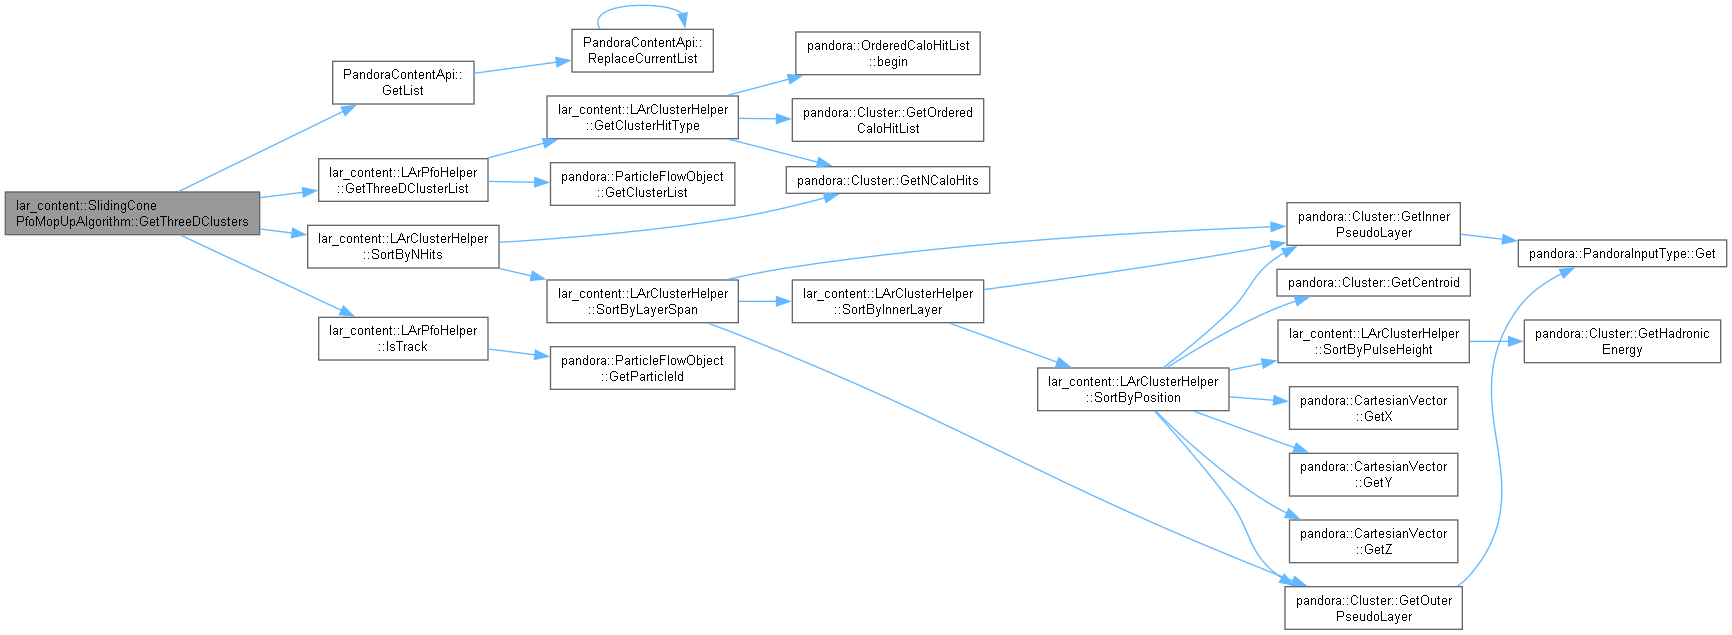 lar_content::SlidingCone
PfoMopUpAlgorithm::GetThreeDClusters
PandoraContentApi::
GetList
PandoraContentApi::
ReplaceCurrentList
lar_content::LArPfoHelper
::GetThreeDClusterList
lar_content::LArClusterHelper
::GetClusterHitType
pandora::OrderedCaloHitList
::begin
pandora::Cluster::GetOrdered
CaloHitList
pandora::Cluster::GetNCaloHits
pandora::ParticleFlowObject
::GetClusterList
lar_content::LArClusterHelper
::SortByNHits
lar_content::LArClusterHelper
::SortByLayerSpan
lar_content::LArClusterHelper
::SortByInnerLayer
lar_content::LArPfoHelper
::IsTrack
pandora::ParticleFlowObject
::GetParticleId
lar_content::LArClusterHelper
::SortByPosition
pandora::Cluster::GetInner
PseudoLayer
pandora::PandoraInputType::Get
pandora::Cluster::GetCentroid
lar_content::LArClusterHelper
::SortByPulseHeight
pandora::Cluster::GetHadronic
Energy
pandora::CartesianVector
::GetX
pandora::CartesianVector
::GetY
pandora::CartesianVector
::GetZ
pandora::Cluster::GetOuter
PseudoLayer